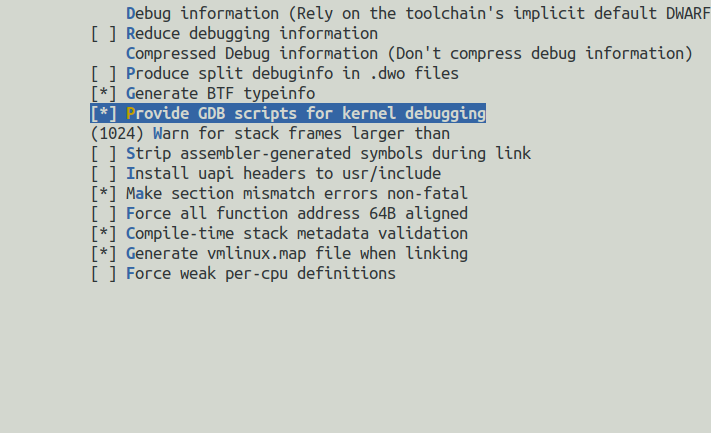 Debug information (Rely on the toolchain's implicit default DWARF
[ ] Reduce debugging information
Compressed Debug information (Don't compress debug information)
[ ] Produce split debuginfo in .dwo files
[*] Generate BTF typeinfo
[*] Provide GDB scripts for kernel debugging
(1024) Warn for stack frames larger than
[ ] Strip assembler-generated symbols during link
[ ] Install uapi headers to usr/include
[*] Make section mismatch errors non-fatal
[ ] Force all function address 64B aligned
[*] Compile-time stack metadata validation
[*] Generate vmlinux.map file when linking
[ ] Force weak per-cpu definitions